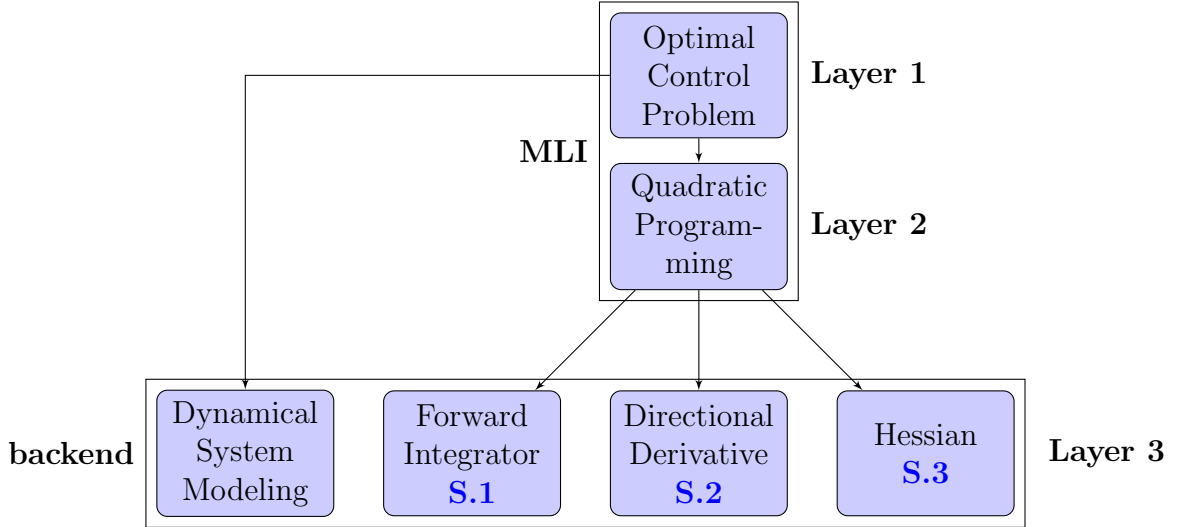 Optimal
Control
Problem
Layer 1
MLI
Quadratic
Program-
ming
Layer 2
backend
Dynamical
System
Modeling
Forward
Integrator
S.1
Directional
Derivative
S.2
Hessian
S.3
Layer 3